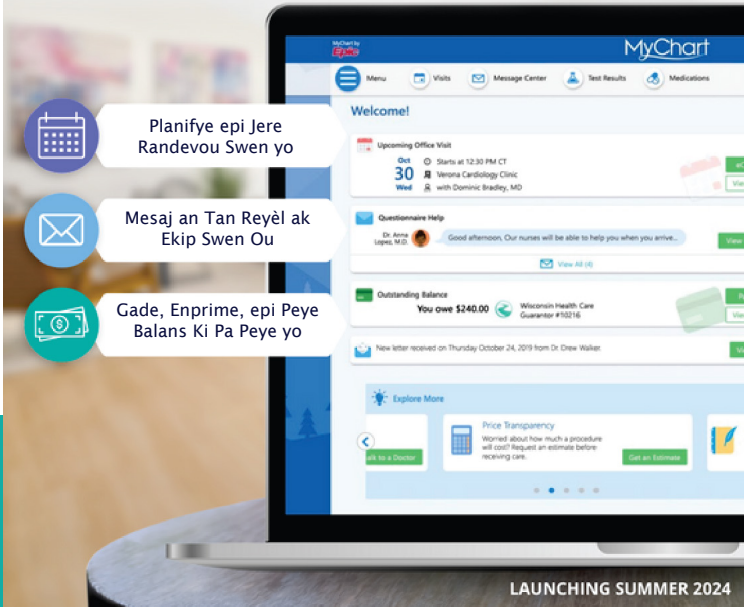 Planifye epi Jere
Randevou Swen yo
Mesaj an Tan Reyèl ak
Ekip Swen Ou
Gade, Enprime, epi Peye
Balans Ki Pa Peye yo
MyChart by
Epic
MyChart
Menu
Visits
Message Center
Test Results
Medications
Welcome!
Upcoming Office Visit
Oct
30
Wed
Starts at 12:30 PM CT
Verona Cardiology Clinic
with Dominic Bradley, MD
Questionnaire Help
Dr. Anne
Lopez, M.D.
Good afternoon, Our nurses will be able to help you when you arrive...
View
View All (4)
Outstanding Balance
You owe $240.00
Wisconsin Health Care
Guarantor #10216
New letter received on Thursday October 24, 2019 from Dr. Drew Walker.
Explore More
alk to a Doctor
Price Transparency
Worried about how much a procedure
will cost? Request an estimate before
receiving care.
Get an Estimate
LAUNCHING SUMMER 2024